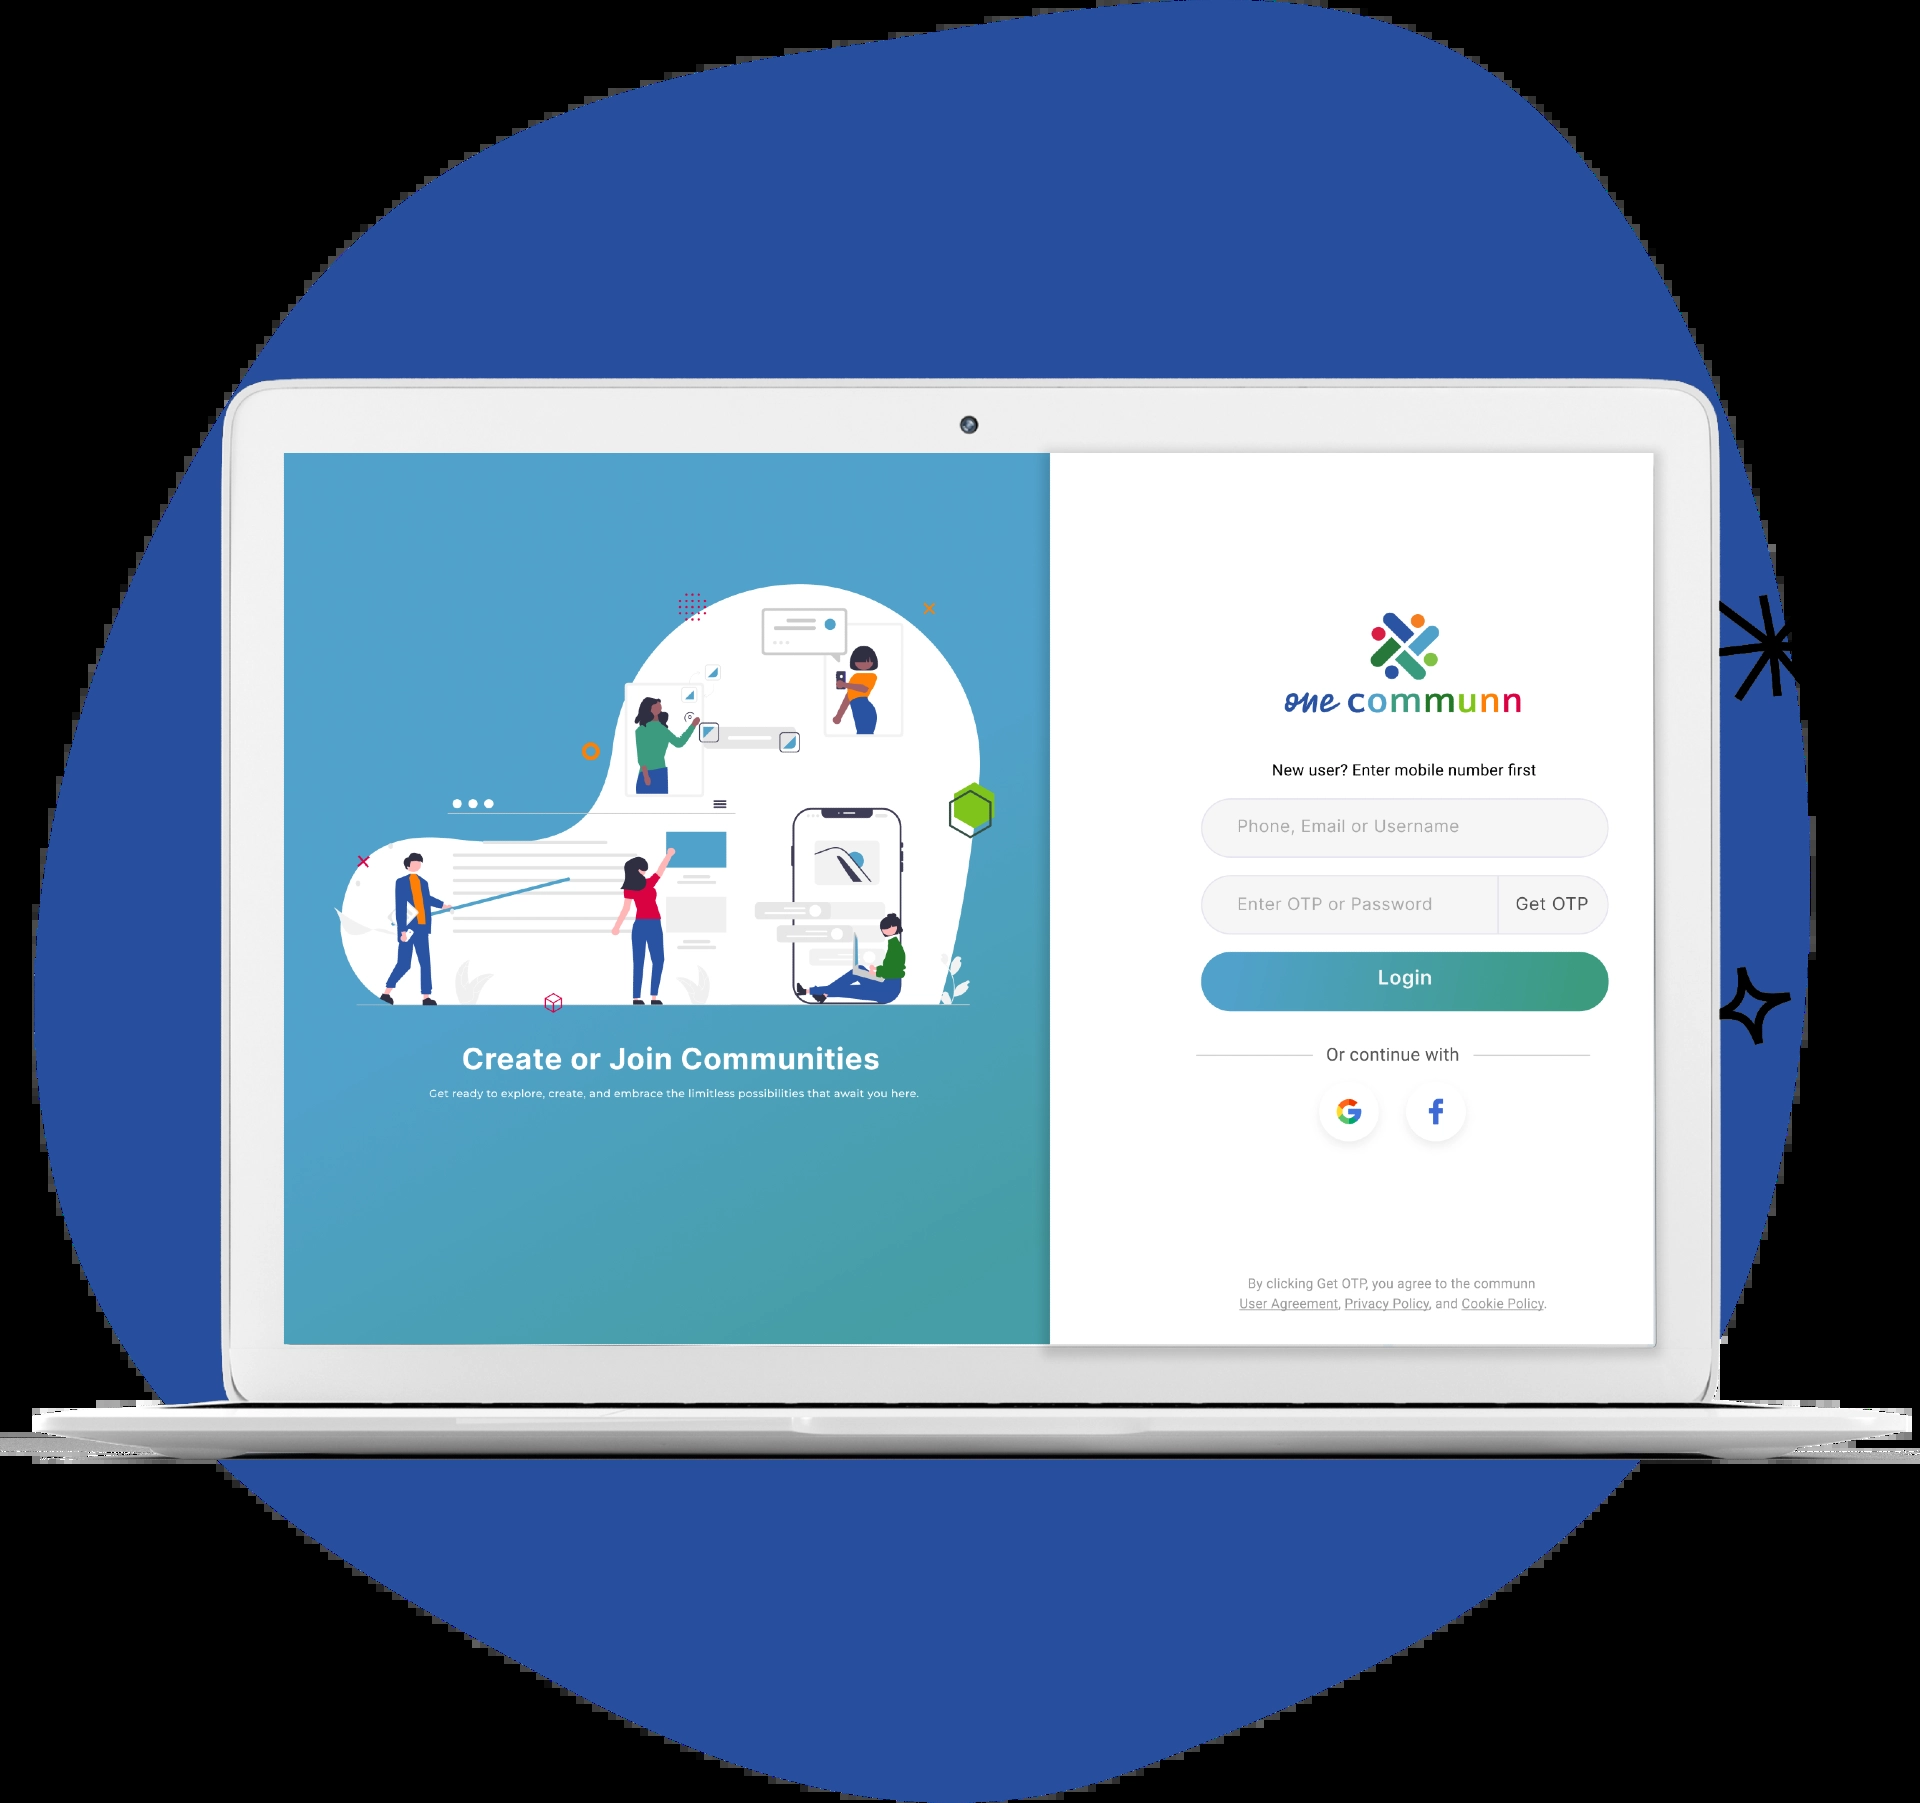 Create or Join Communities
Get ready to explore, create, and embrace the limitless possibilities that await you here.
one communn
New user? Enter mobile number first
Phone, Email or Username
Enter OTP or Password
Get OTP
Login
Or continue with
By clicking Get OTP, you agree to the communn
User Agreement, Privacy Policy, and Cookie Policy.